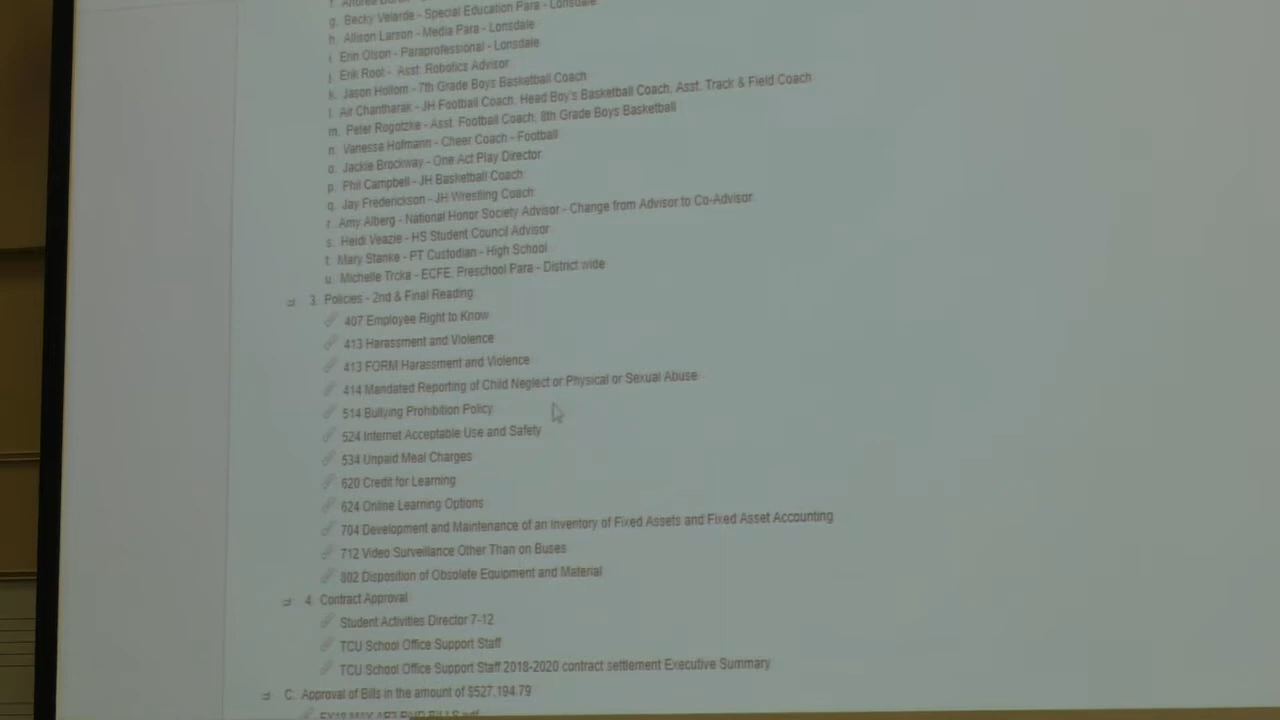 g. Becky Velarde - Special Education Para - Lonsdale
h. Allison Larson - Media Para - Lonsdale
i. Erin Olson - Paraprofessional - Lonsdale
j. Erik Root - Asst. Robotics Advisor
k. Jason Hollom - 7th Grade Boys Basketball Coach
l. Air Chantharak - JH Football Coach, Head Boy's Basketball Coach, Asst. Track & Field Coach
m. Peter Rogotzke - Asst. Football Coach, 8th Grade Boys Basketball
n. Vanessa Hofmann - Cheer Coach - Football
o. Jackie Brockway - One Act Play Director
p. Phil Campbell - JH Basketball Coach
q. Jay Frederickson - JH Wrestling Coach
r. Amy Alberg - National Honor Society Advisor - Change from Advisor to Co-Advisor
s. Heidi Veazie - HS Student Council Advisor
t. Mary Stanke - PT Custodian - High School
u. Michelle Trcka - ECFE, Preschool Para - District wide
3. Policies - 2nd & Final Reading
407 Employee Right to Know
413 Harassment and Violence
413 FORM Harassment and Violence
414 Mandated Reporting of Child Neglect or Physical or Sexual Abuse
514 Bullying Prohibition Policy
524 Internet Acceptable Use and Safety
534 Unpaid Meal Charges
620 Credit for Learning
624 Online Learning Options
704 Development and Maintenance of an Inventory of Fixed Assets and Fixed Asset Accounting
712 Video Surveillance Other Than on Buses
802 Disposition of Obsolete Equipment and Material
4. Contract Approval
Student Activities Director 7-12
TCU School Office Support Staff
TCU School Office Support Staff 2018-2020 contract settlement Executive Summary
C. Approval of Bills in the amount of $527,194.79